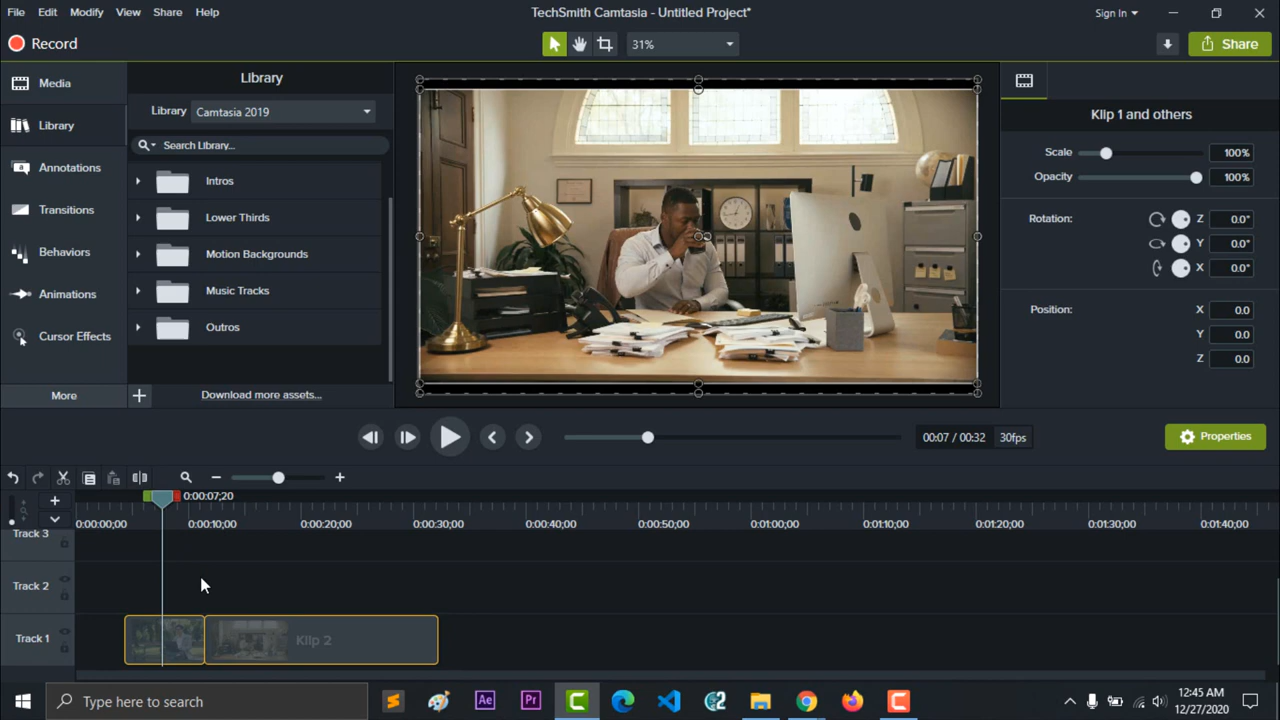 File Edit Modify View Share Help
TechSmith Camtasia - Untitled Project*
Sign In
Record
31%
Share
Media
Library
Annotations
Transitions
Behaviors
Animations
Cursor Effects
More
Library
Library Camtasia 2019
Search Library...
Intros
Lower Thirds
Motion Backgrounds
Music Tracks
Outros
Download more assets...
Klip 1 and others
Scale 100%
Opacity 100%
Rotation: Z 0.0°
Y 0.0°
X 0.0°
Position: X 0.0
Y 0.0
Z 0.0
00:07 / 00:32 30fps
Properties
0:00:07;20
0:00:00;00 0:00:10;00 0:00:20;00 0:00:30;00 0:00:40;00 0:00:50;00 0:01:00;00 0:01:10;00 0:01:20;00 0:01:30;00 0:01:40;00
Track 3
Track 2
Track 1
Klip 2
Type here to search
Ae
Pr
12:45 AM
12/27/2020